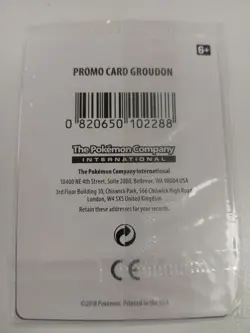 6+
PROMO CARD GROUDON
0 820650 102288
The Pokémon Company
INTERNATIONAL
The Pokémon Company International
10400 NE 4th Street, Suite 2800, Bellevue, WA 98004 USA
3rd Floor Building 10, Chiswick Park, 566 Chiswick High Road
London, W4 5XS United Kingdom
Retain these addresses for your records.
CE
©2018 Pokémon. Printed in the USA